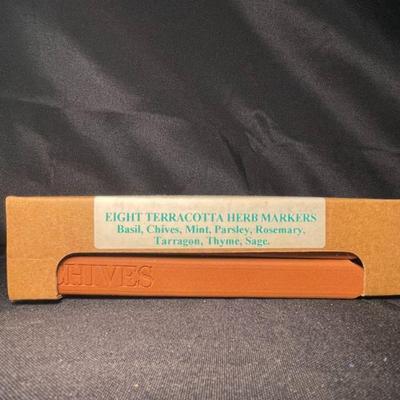 EIGHT TERRACOTTA HERB MARKERS
Basil, Chives, Mint, Parsley, Rosemary,
Tarragon, Thyme, Sage.
CHIVES